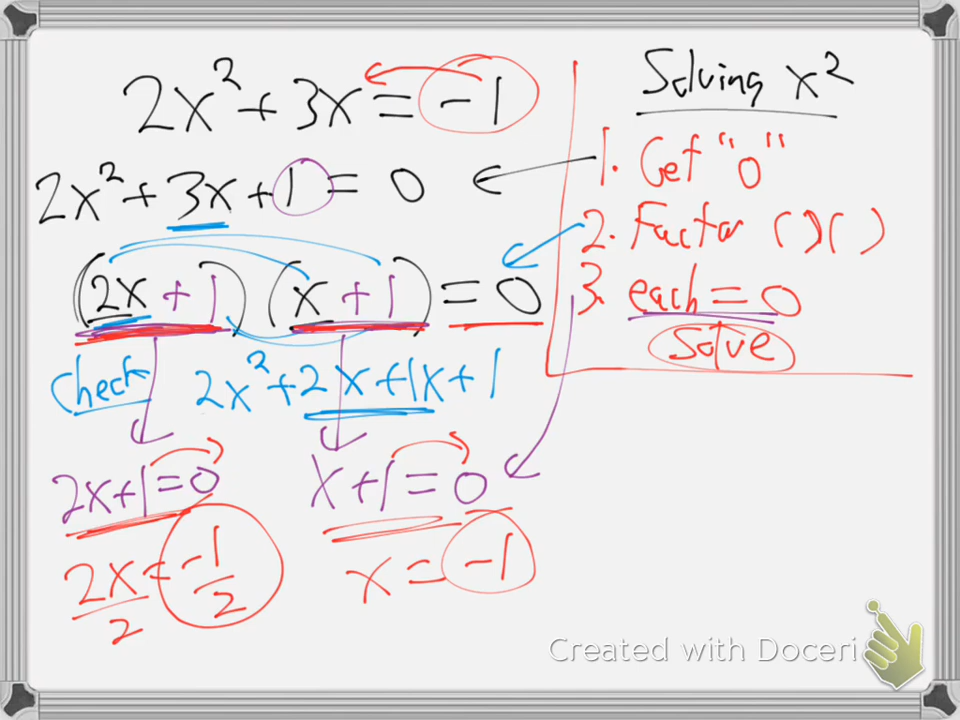 2x² + 3x = -1
2x² + 3x + 1 = 0
(2x + 1) (x + 1) = 0
Check 2x² + 2x + 1x + 1
2x + 1 = 0
2x/2 = -1/2
x + 1 = 0
x = -1
Solving x²
1. Get "0"
2. Factor ( )( )
3. each = 0
solve
Created with Doceri